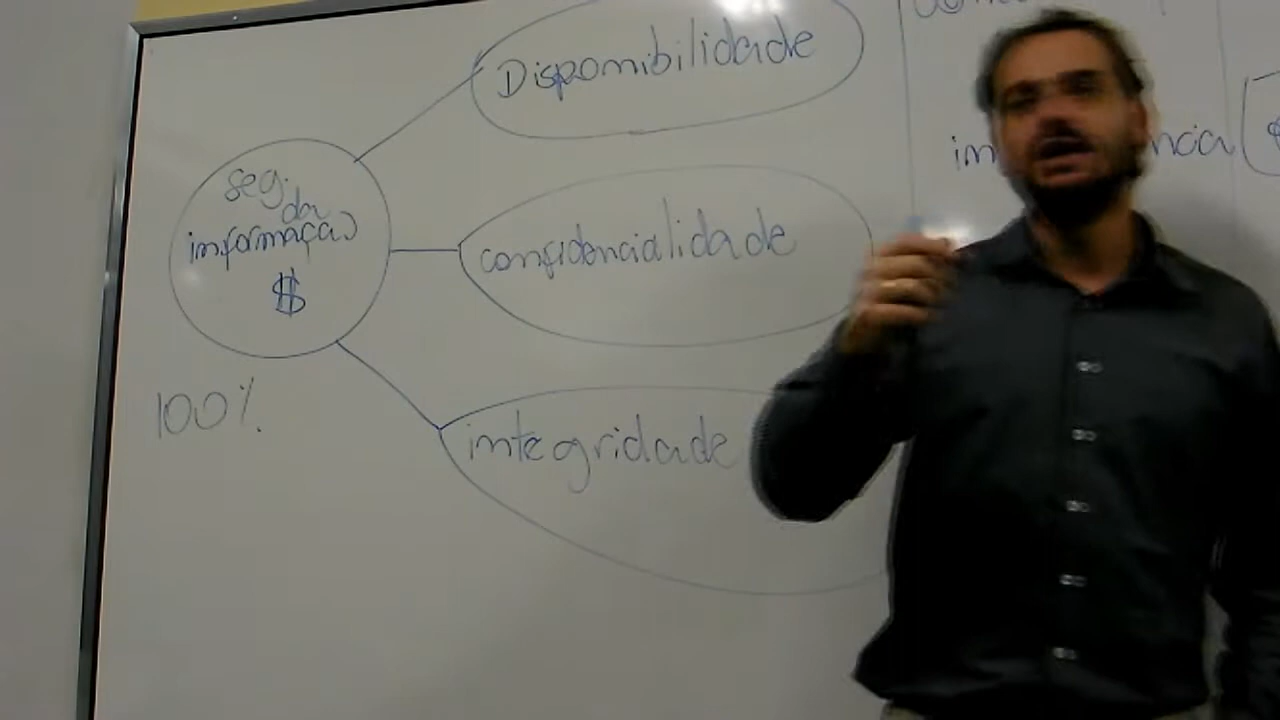 Disponibilidade
seg.
da
informação
$
confidencialidade
100%
integridade
$